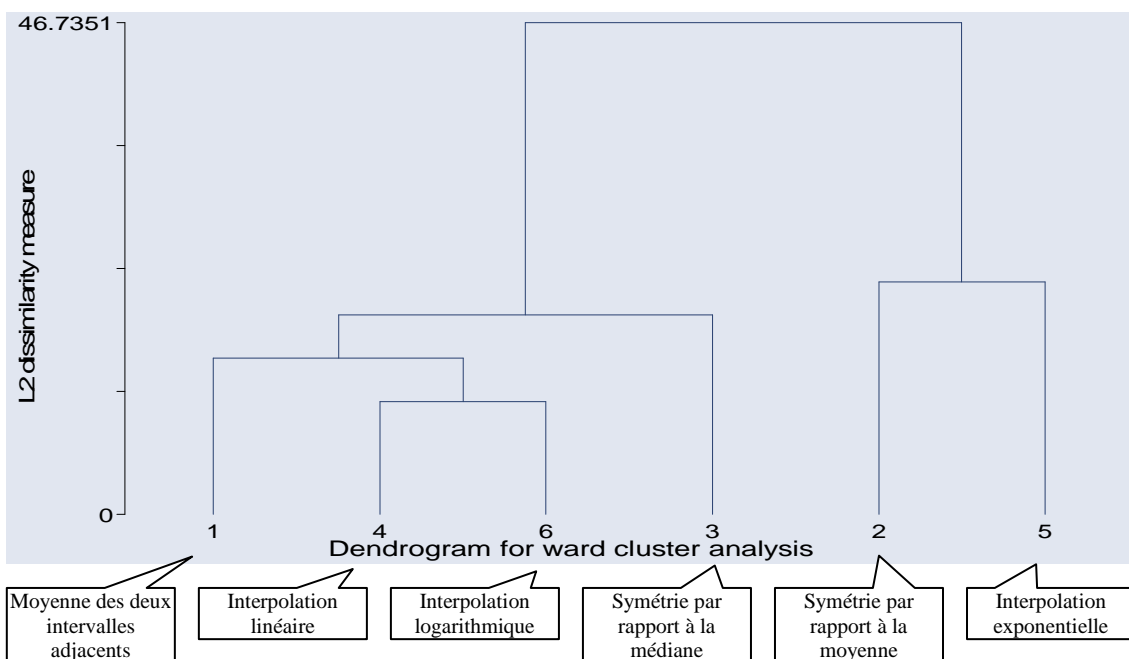 46.7351
L2 dissimilarity measure
0
1 4 6 3 2 5
Dendrogram for ward cluster analysis
Moyenne des deux
intervalles
adjacents
Interpolation
linéaire
Interpolation
logarithmique
Symétrie par
rapport à la
médiane
Symétrie par
rapport à la
moyenne
Interpolation
exponentielle